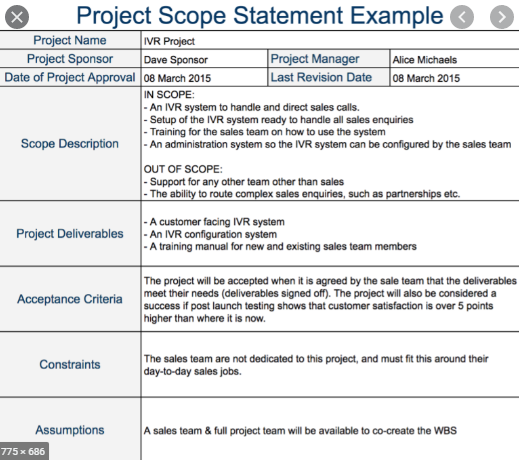 Project Scope Statement Example
Project Name IVR Project
Project Sponsor Dave Sponsor Project Manager Alice Michaels
Date of Project Approval 08 March 2015 Last Revision Date 08 March 2015
Scope Description
IN SCOPE:
- An IVR system to handle and direct sales calls.
- Setup of the IVR system ready to handle all sales enquiries
- Training for the sales team on how to use the system
- An administration system so the IVR system can be configured by the sales team
OUT OF SCOPE:
- Support for any other team other than sales
- The ability to route complex sales enquiries, such as partnerships etc.
Project Deliverables
- A customer facing IVR system
- An IVR configuration system
- A training manual for new and existing sales team members
Acceptance Criteria
The project will be accepted when it is agreed by the sale team that the deliverables
meet their needs (deliverables signed off). The project will also be considered a
success if post launch testing shows that customer satisfaction is over 5 points
higher than where it is now.
Constraints
The sales team are not dedicated to this project, and must fit this around their
day-to-day sales jobs.
Assumptions
A sales team & full project team will be available to co-create the WBS
775 × 686